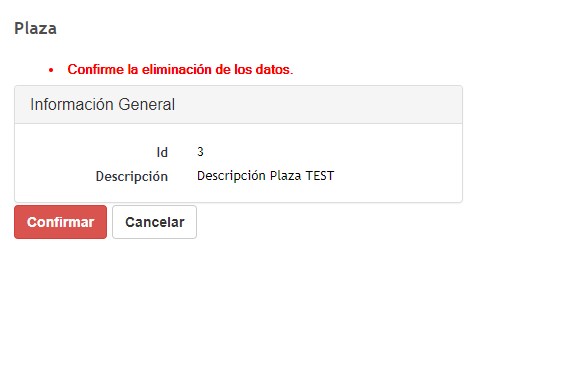 Plaza
• Confirme la eliminación de los datos.
Información General
Id 3
Descripción Descripción Plaza TEST
Confirmar Cancelar